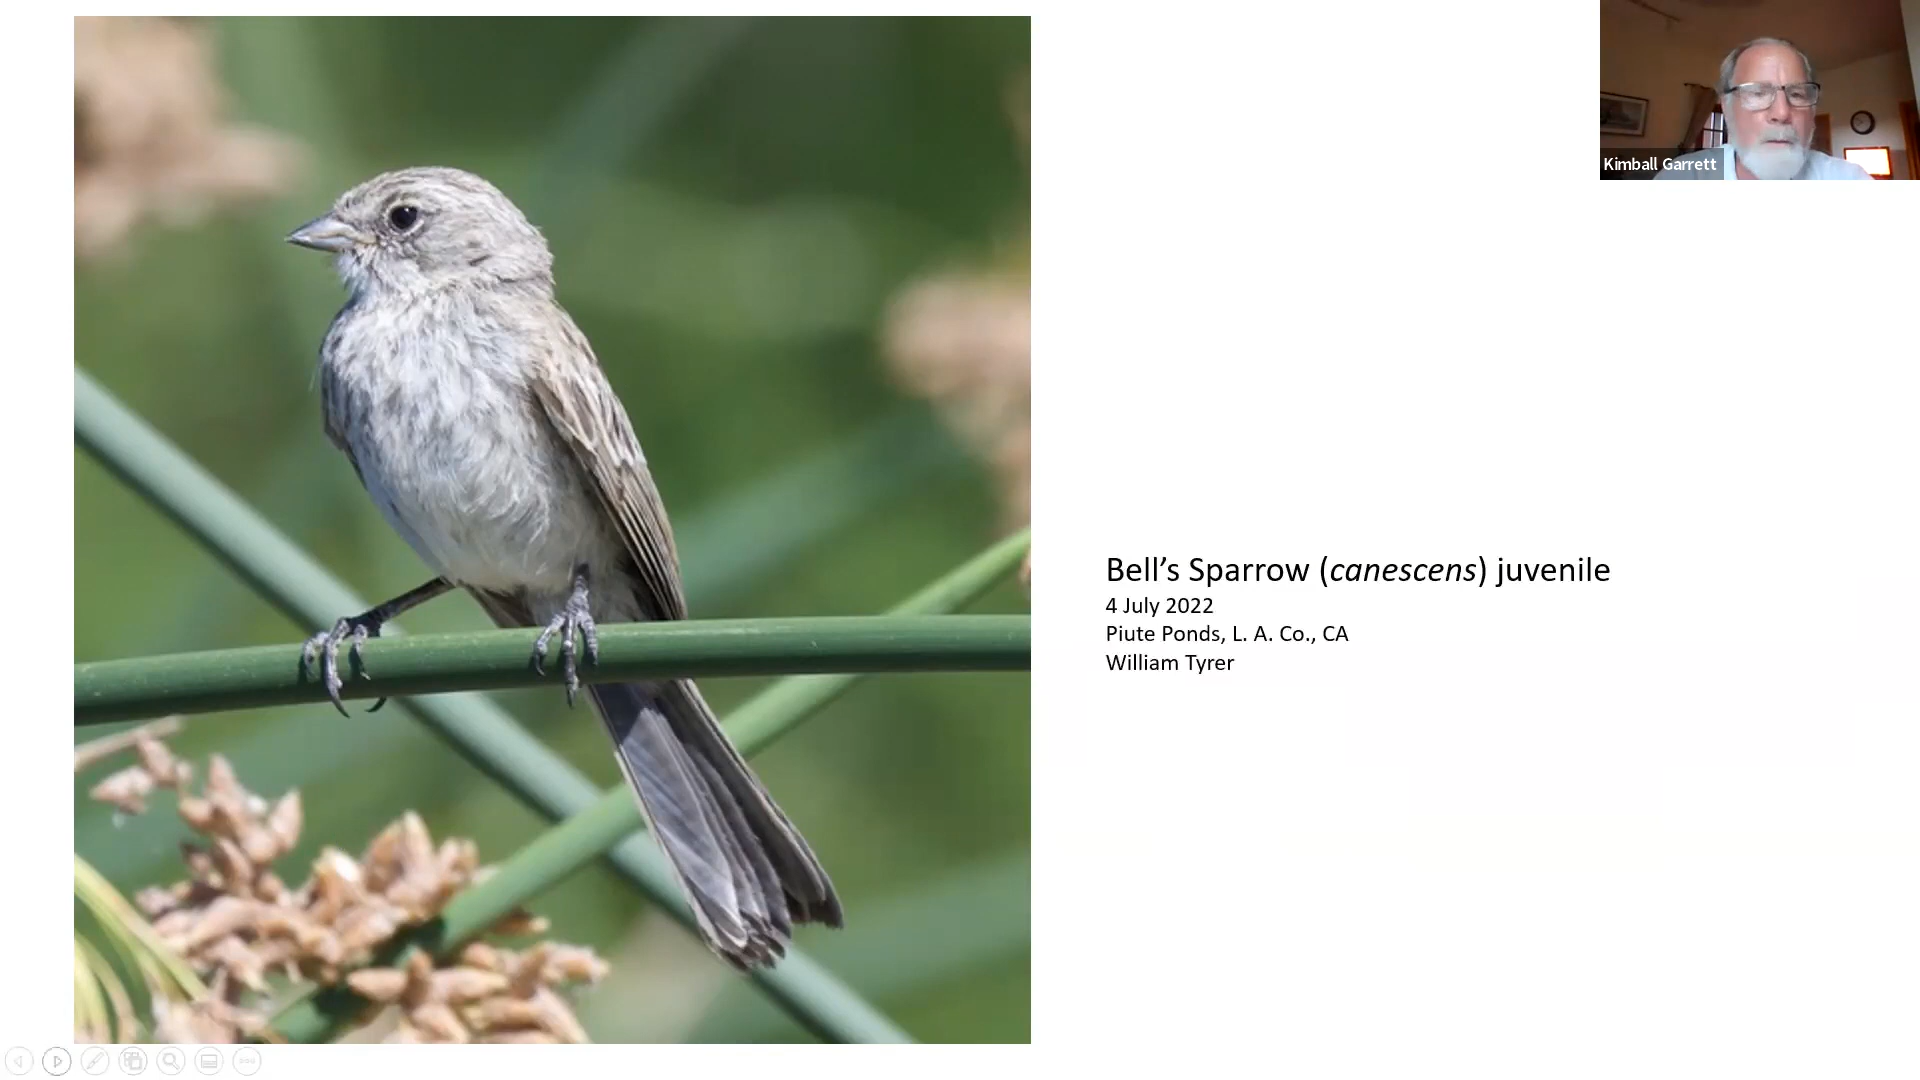 Kimball Garrett
Bell's Sparrow (canescens) juvenile
4 July 2022
Piute Ponds, L. A. Co., CA
William Tyrer